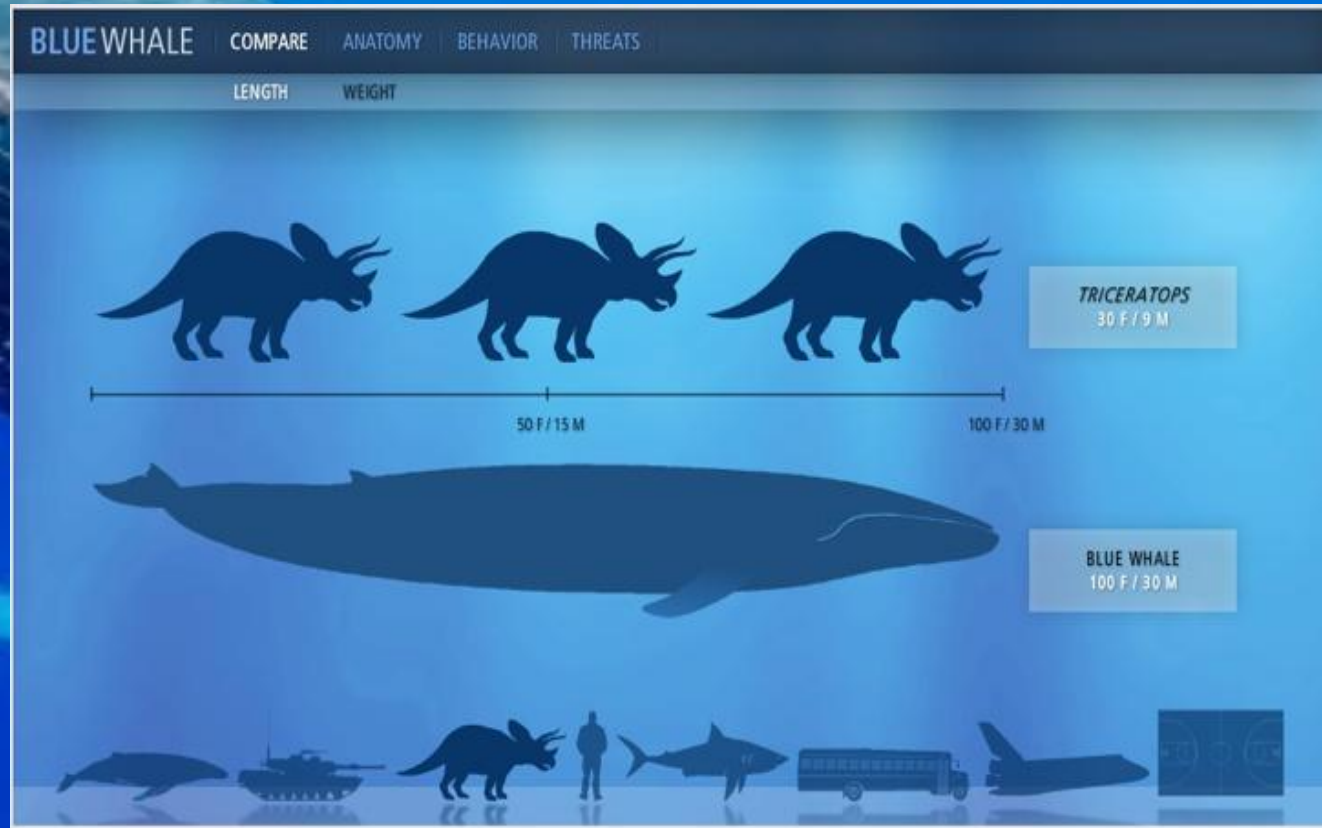 BLUE WHALE COMPARE ANATOMY BEHAVIOR THREATS
LENGTH WEIGHT
TRICERATOPS
30 F / 9 M
50 F / 15 M 100 F / 30 M
BLUE WHALE
100 F / 30 M